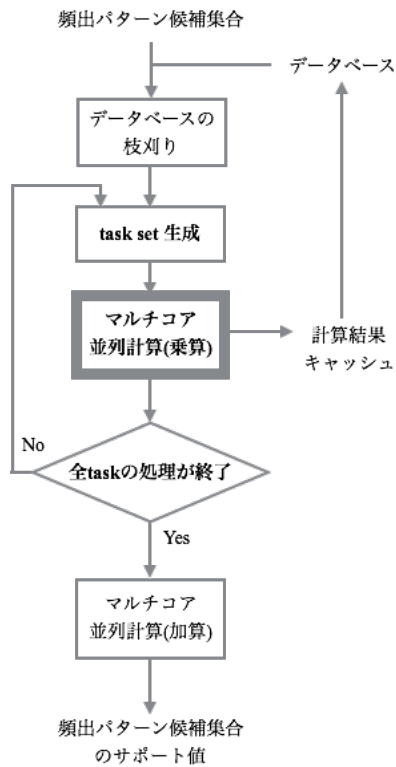 頻出パターン候補集合
データベース
データベースの
枝刈り
task set 生成
マルチコア
並列計算(乗算)
計算結果
キャッシュ
No
全taskの処理が終了
Yes
マルチコア
並列計算(加算)
頻出パターン候補集合
のサポート値